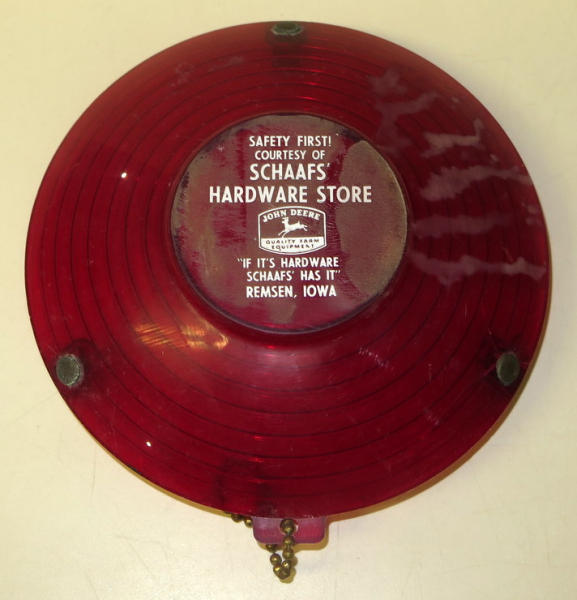 SAFETY FIRST!
COURTESY OF
SCHAAFS'
HARDWARE STORE
JOHN DEERE
QUALITY FARM
EQUIPMENT
"IF IT'S HARDWARE
SCHAAFS' HAS IT"
REMSEN, IOWA